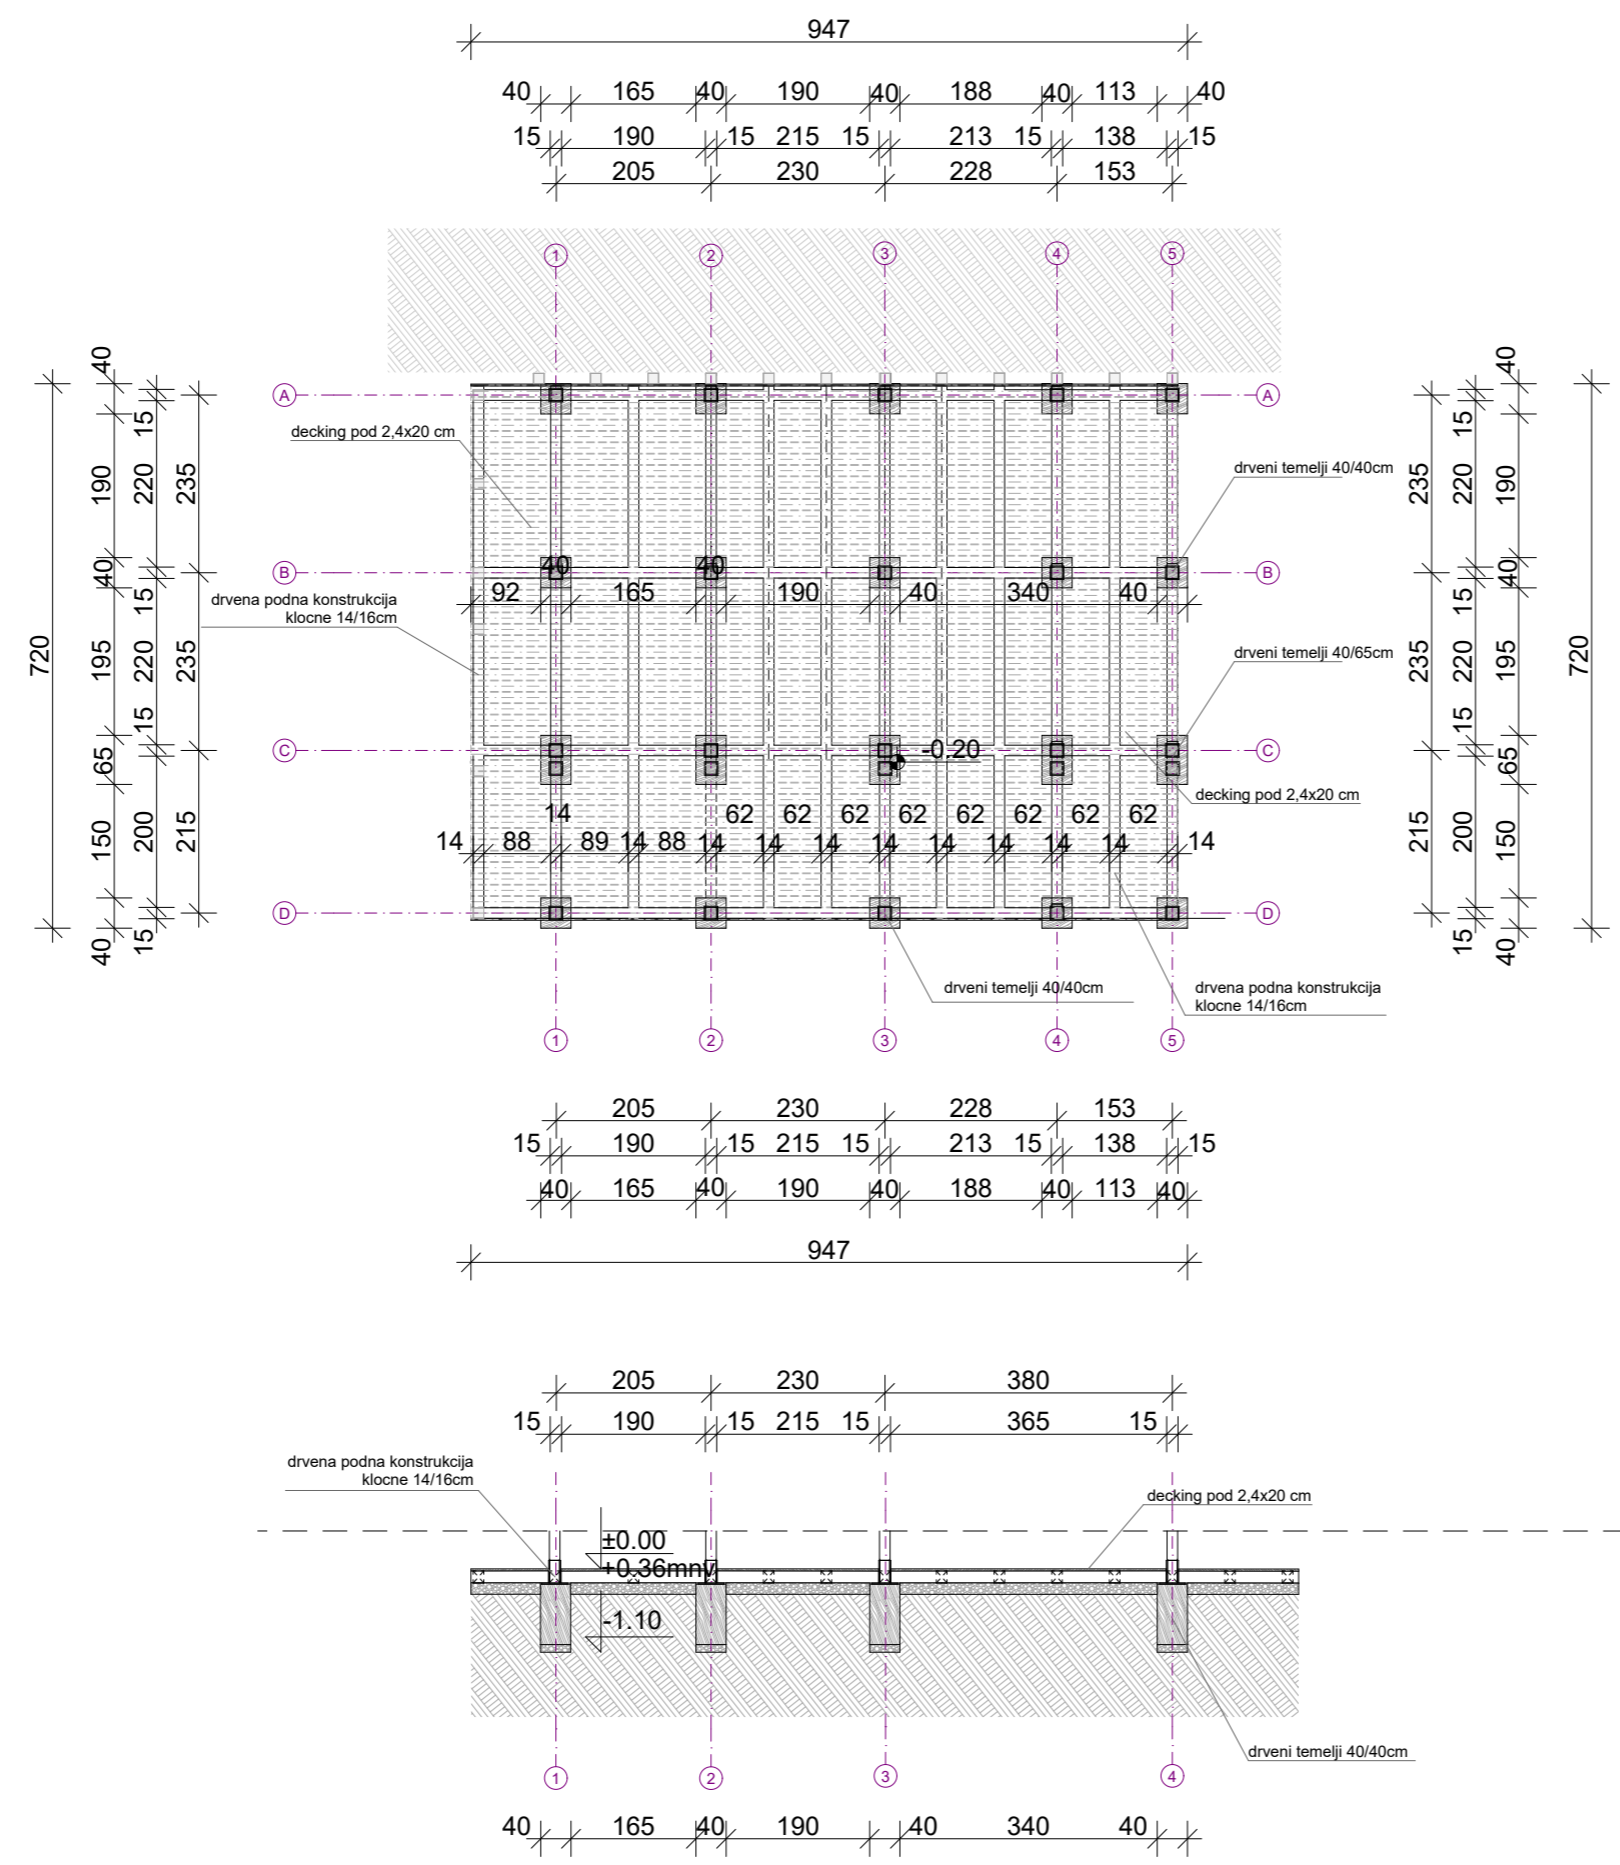 947
40 165 40 190 40 188 40 113 40
15 190 15 215 15 213 15 138 15
205 230 228 153
1 2 3 4 5
40
40
A A
15
15
decking pod 2,4x20 cm
190 220 235
235 220 190
drveni temelji 40/40cm
40 40
B B
40
40
92 165 190 40 340 40
15
15
drvena podna konstrukcija
klocne 14/16cm
720
195 220 235
235 220 195
720
drveni temelji 40/65cm
15
15
C C
-0.20
65
65
decking pod 2,4x20 cm
14
62 62 62 62 62 62 62 62
150 200 215
215 200 150
14 88 89 14 88 14 14 14 14 14 14 14 14 14
D D
15
15
40
40
drveni temelji 40/40cm
drvena podna konstrukcija
klocne 14/16cm
1 2 3 4 5
205 230 228 153
15 190 15 215 15 213 15 138 15
40 165 40 190 40 188 40 113 40
947
205 230 380
15 190 15 215 15 365 15
drvena podna konstrukcija
klocne 14/16cm
decking pod 2,4x20 cm
±0.00
+0.36mnv
-1.10
drveni temelji 40/40cm
1 2 3 4
40 165 40 190 40 340 40